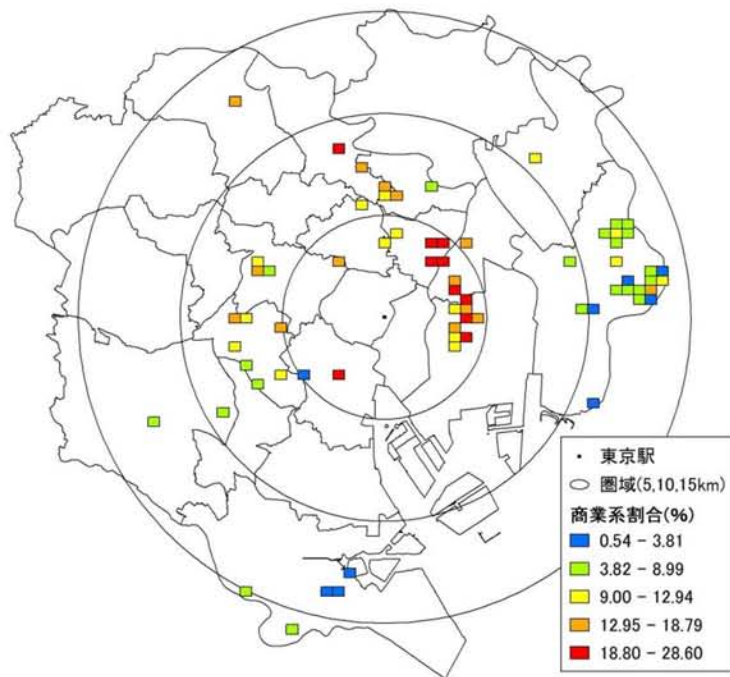 東京駅
圏域(5,10,15km)
商業系割合(%)
0.54 - 3.81
3.82 - 8.99
9.00 - 12.94
12.95 - 18.79
18.80 - 28.60